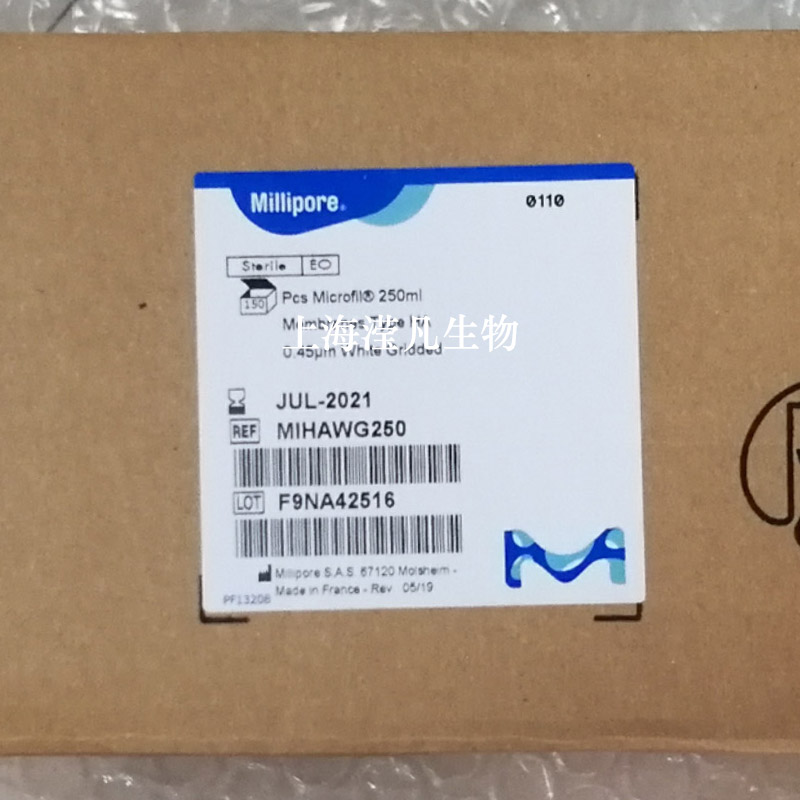 Millipore®
0110
Sterile EO
150 Pcs Microfil® 250ml
上海滢凡生物
0.45µm White Gridded
JUL-2021
REF MIHAWG250
LOT F9NA42516
Millipore S.A.S 67120 Molsheim -
Made in France - Rev 05/19
PF13208